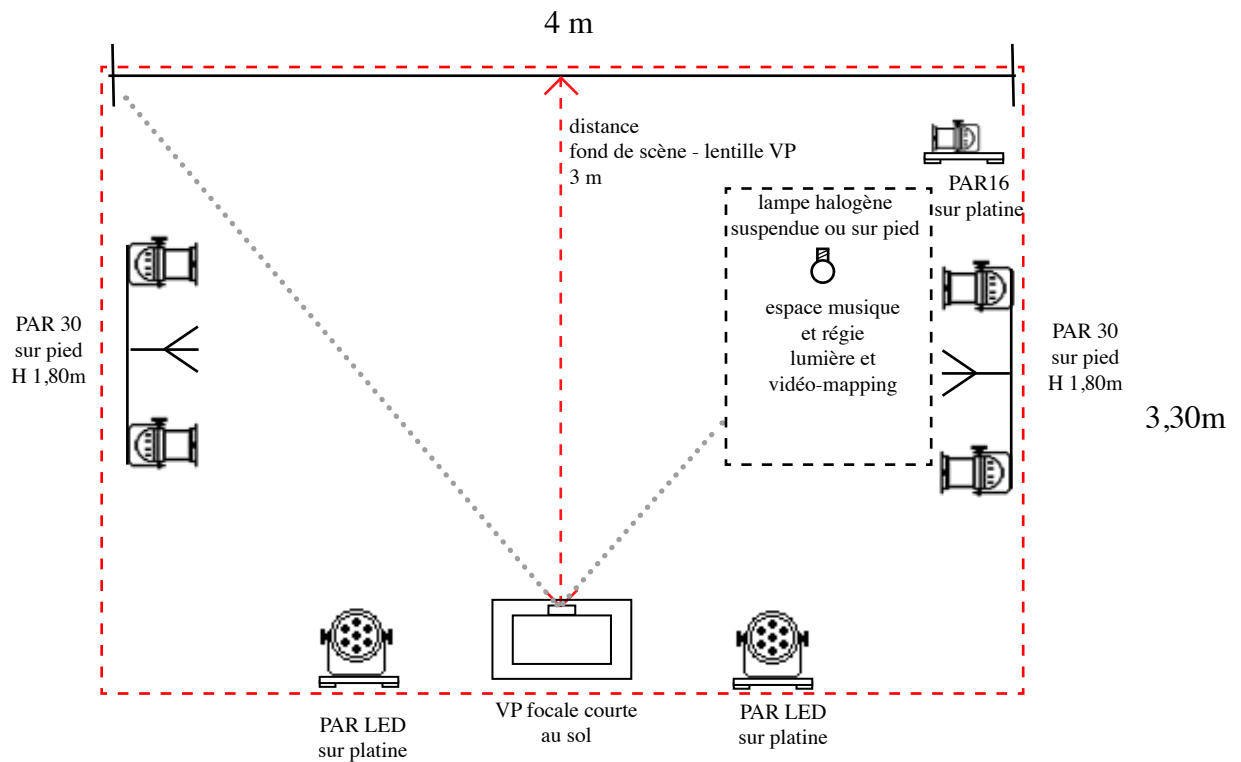 4 m
distance
fond de scène - lentille VP
3 m
PAR16
sur platine
lampe halogène
suspendue ou sur pied
espace musique
et régie
lumière et
vidéo-mapping
PAR 30
sur pied
H 1,80m
PAR 30
sur pied
H 1,80m
3,30m
PAR LED
sur platine
VP focale courte
au sol
PAR LED
sur platine